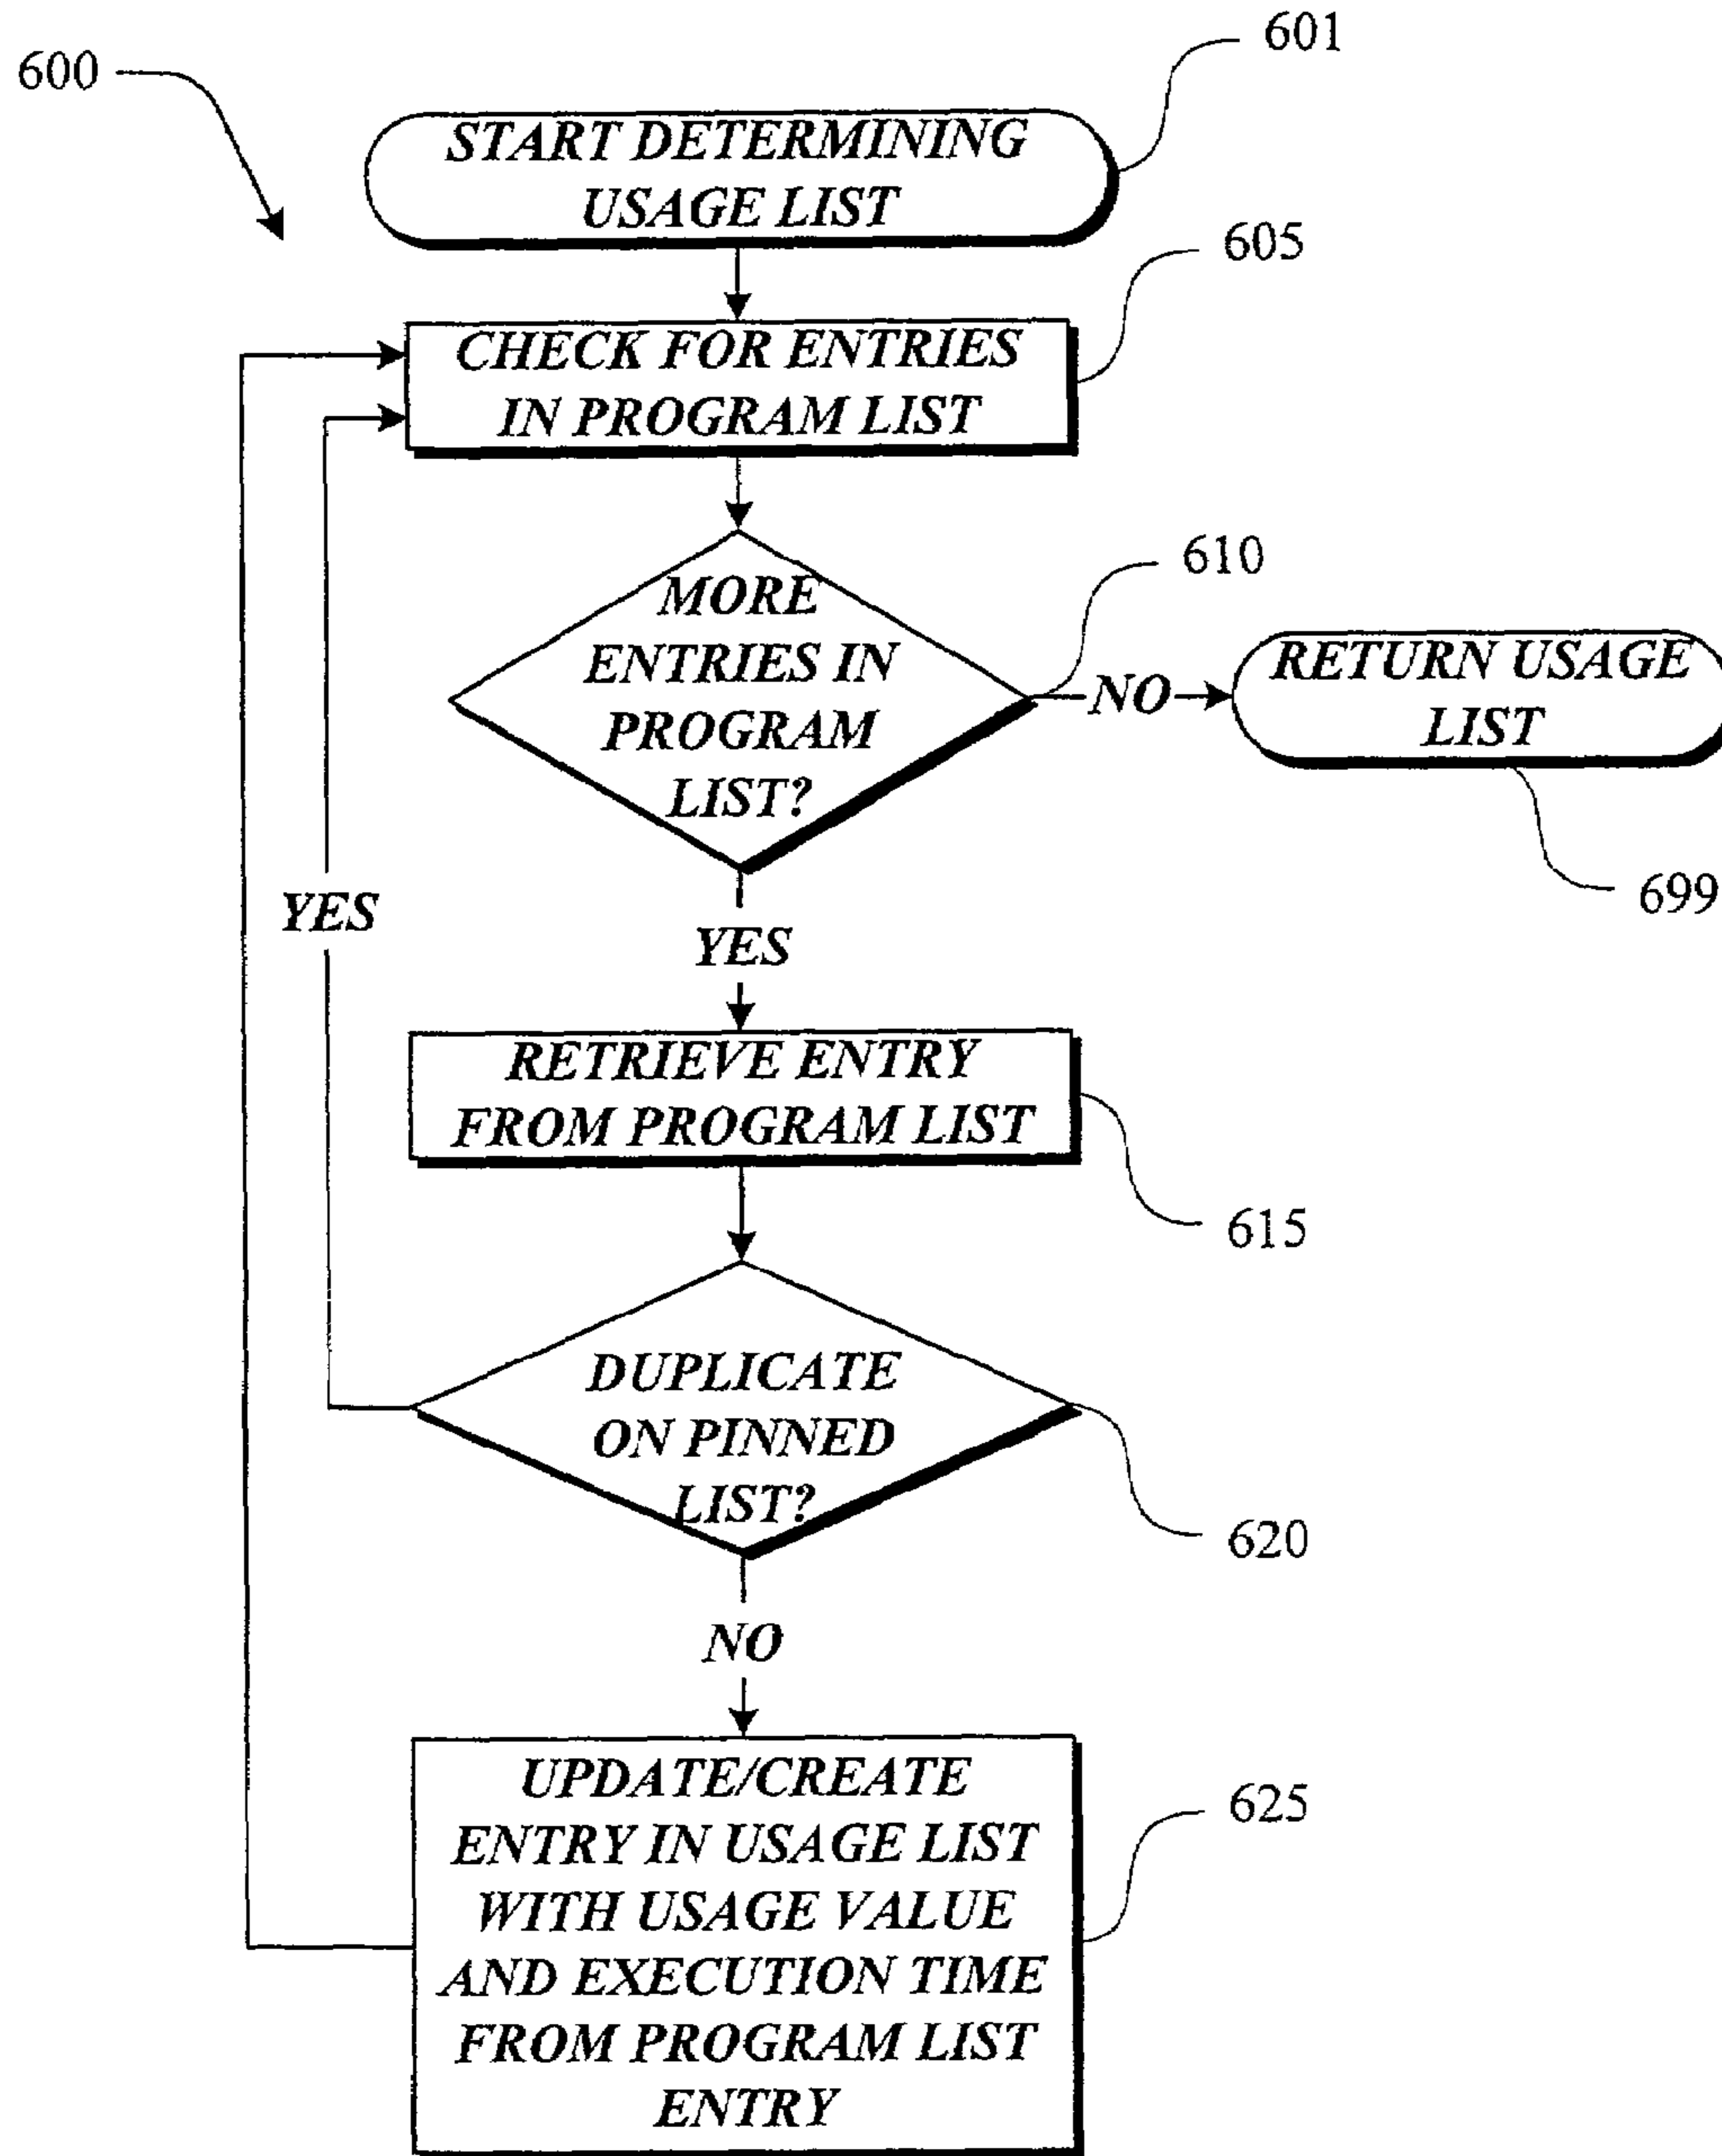 600
601
START DETERMINING
USAGE LIST
605
CHECK FOR ENTRIES
IN PROGRAM LIST
610
MORE
ENTRIES IN
PROGRAM
LIST?
NO
RETURN USAGE
LIST
699
YES
YES
RETRIEVE ENTRY
FROM PROGRAM LIST
615
DUPLICATE
ON PINNED
LIST?
620
NO
UPDATE/CREATE
ENTRY IN USAGE LIST
WITH USAGE VALUE
AND EXECUTION TIME
FROM PROGRAM LIST
ENTRY
625